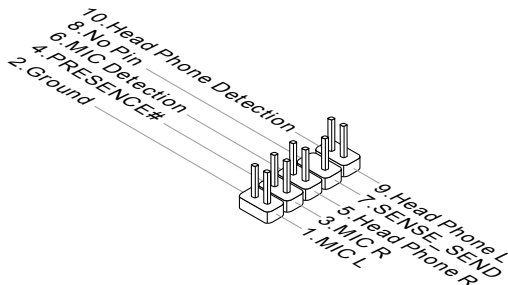 10.Head Phone Detection
8.No Pin
6.MIC Detection
4.PRESENCE#
2.Ground
9.Head Phone L
7.SENSE_SEND
5.Head Phone R
3.MIC R
1.MIC L